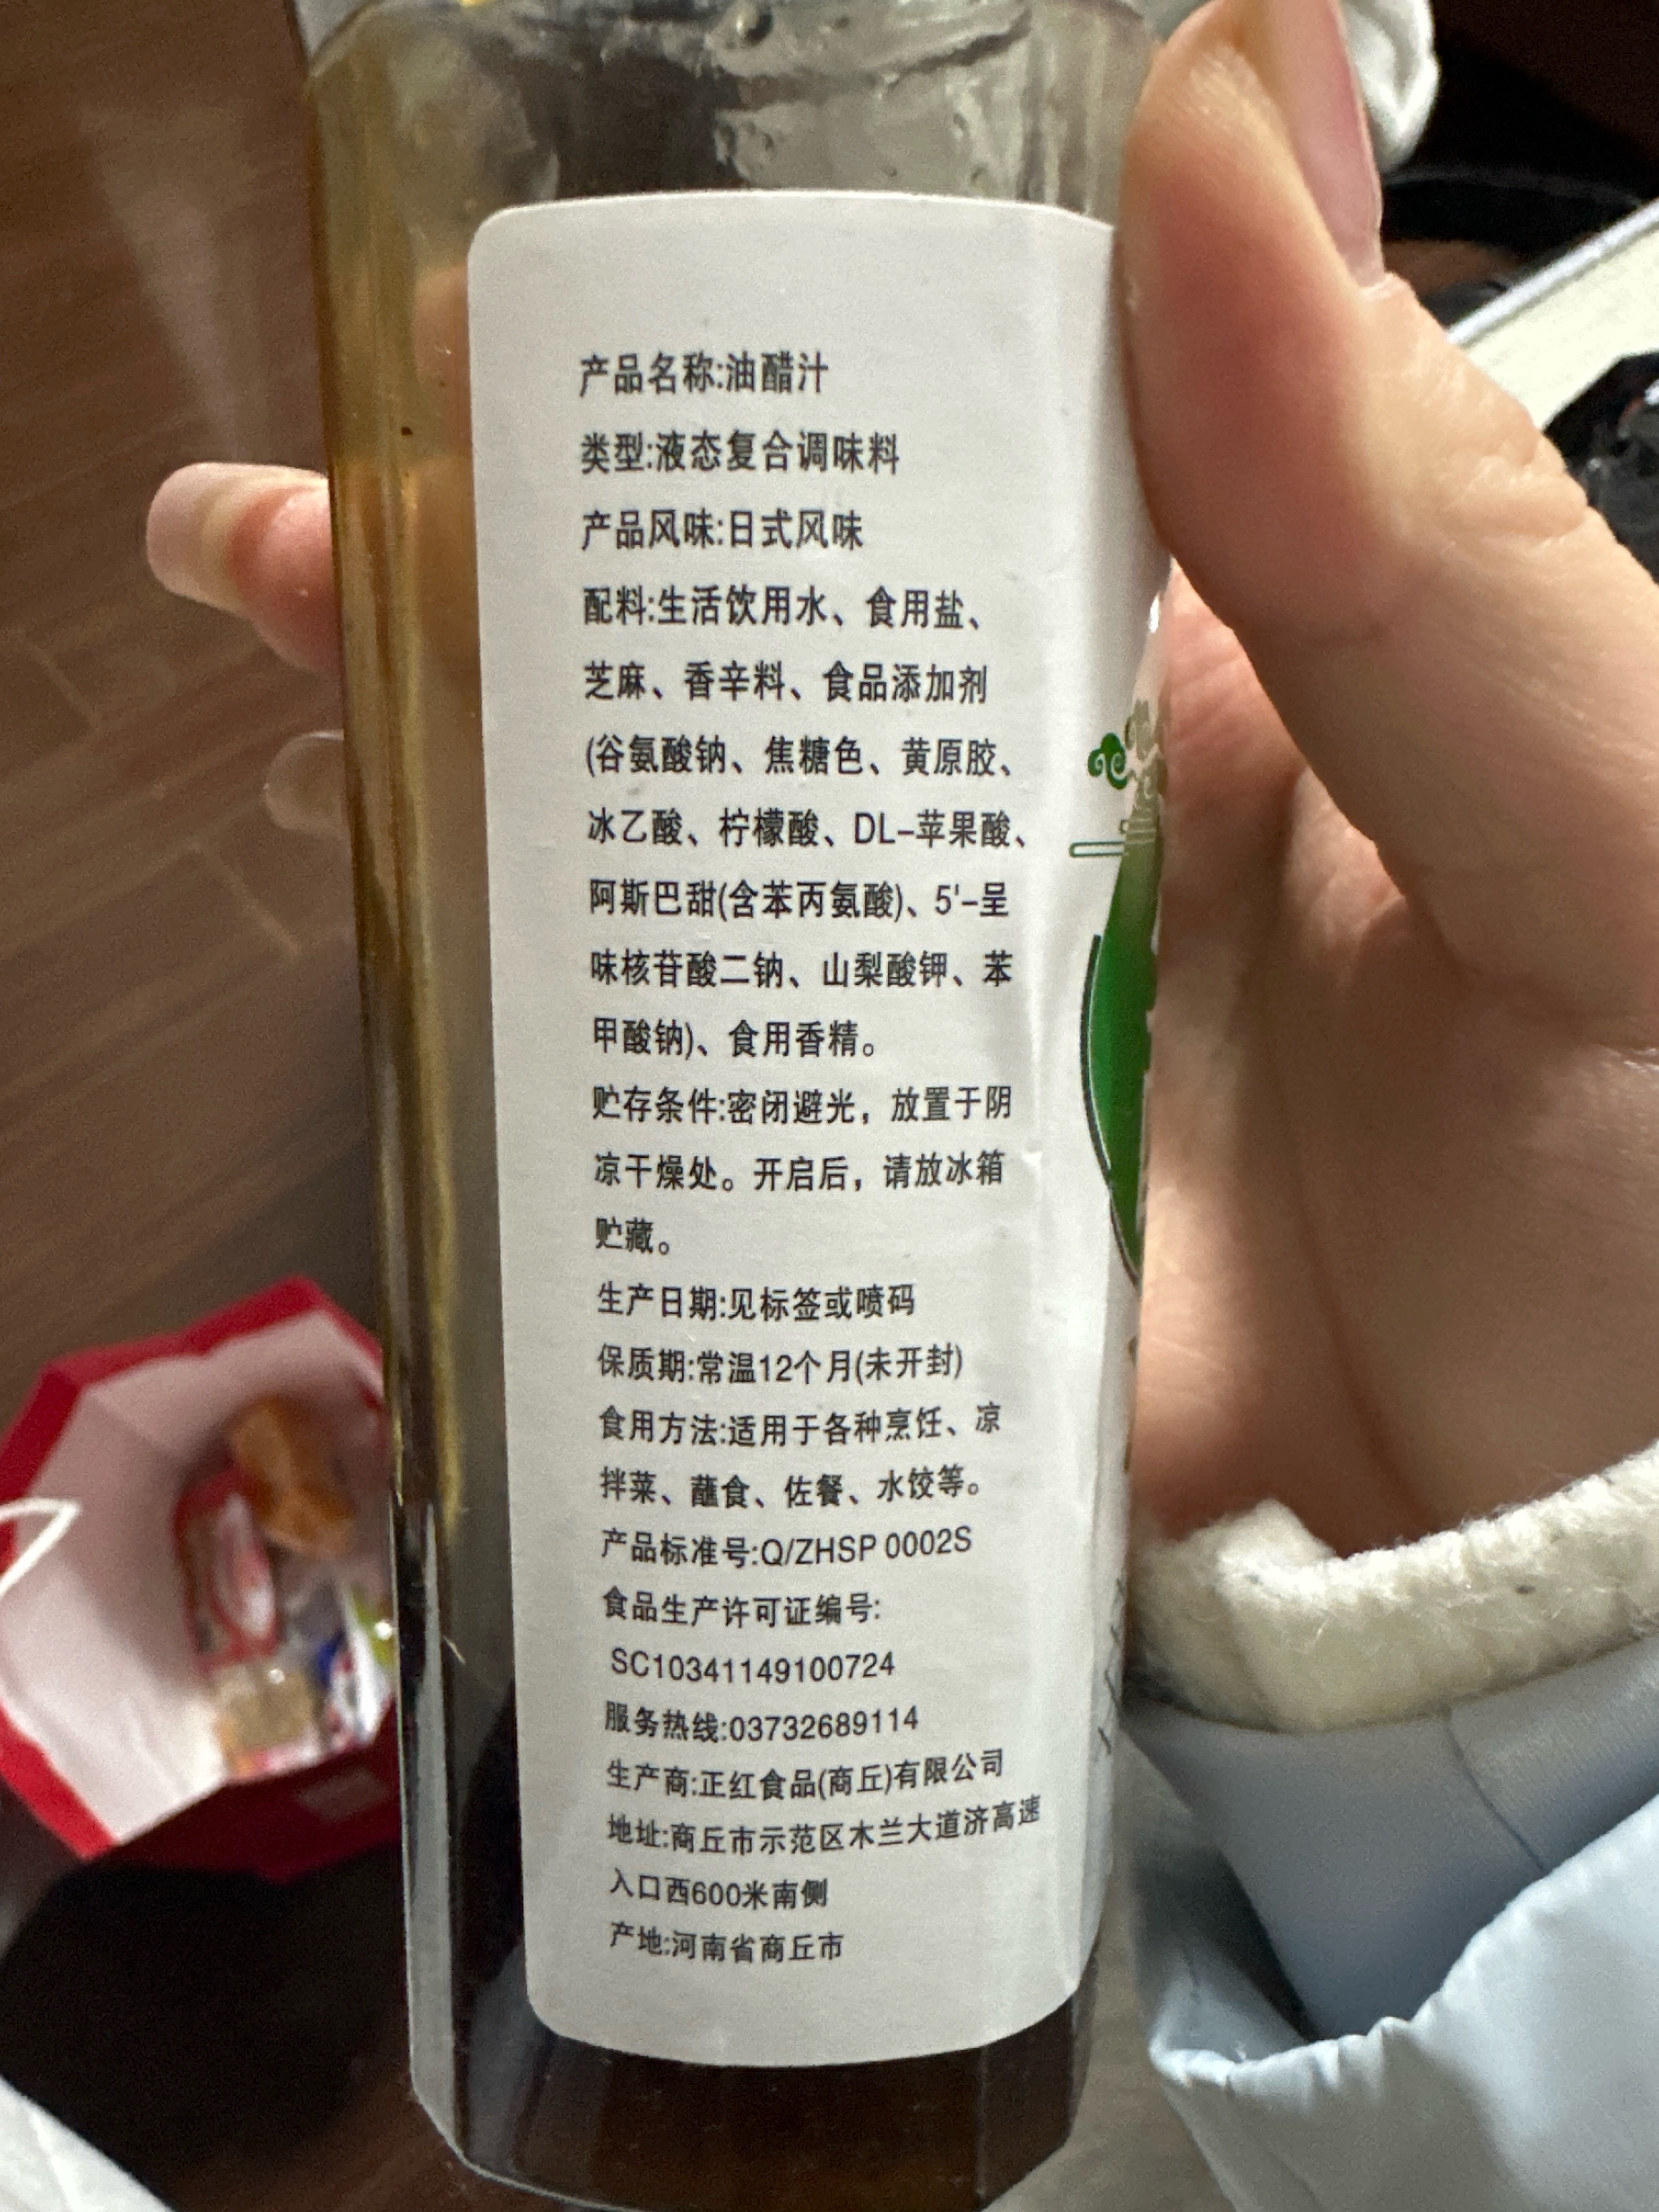 产品名称:油醋汁
类型:液态复合调味料
产品风味:日式风味
配料:生活饮用水、食用盐、
芝麻、香辛料、食品添加剂
(谷氨酸钠、焦糖色、黄原胶、
冰乙酸、柠檬酸、DL-苹果酸、
阿斯巴甜(含苯丙氨酸)、5'-呈
味核苷酸二钠、山梨酸钾、苯
甲酸钠)、食用香精。
贮存条件:密闭避光，放置于阴
凉干燥处。开启后，请放冰箱
贮藏。
生产日期:见标签或喷码
保质期:常温12个月(未开封)
食用方法:适用于各种烹饪、凉
拌菜、蘸食、佐餐、水饺等。
产品标准号:Q/ZHSP 0002S
食品生产许可证编号:
SC10341149100724
服务热线:03732689114
生产商:正红食品(商丘)有限公司
地址:商丘市示范区木兰大道济高速
入口西600米南侧
产地:河南省商丘市